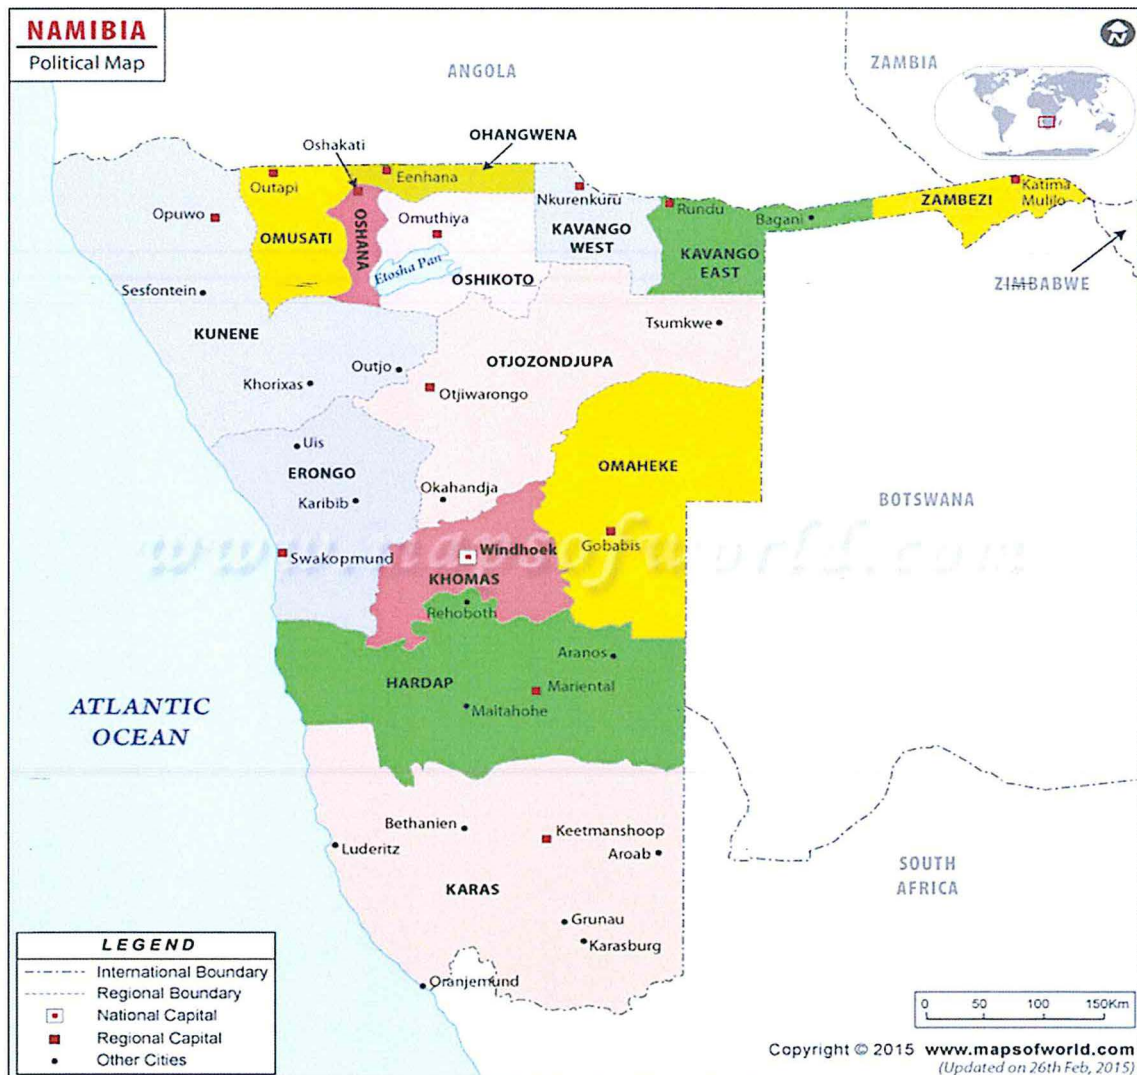 NAMIBIA
Political Map
N
ANGOLA
ZAMBIA
OHANGWENA
Oshakati
Outapi
Eenhana
Nkurenkuru
Rundu
Bagani
ZAMBEZI
Katima
Mulilo
Opuwo
OMUSATI
OSHANA
Omuthiya
KAVANGO
WEST
KAVANGO
EAST
Etosha Pan
OSHIKOTO
ZIMBABWE
Sesfontein
KUNENE
Tsumkwe
OTJOZONDJUPA
Outjo
Khorixas
Otjiwarongo
Uis
ERONGO
OMAHEKE
Karibib
Okahandja
BOTSWANA
www.mapsofworld.com
Swakopmund
Windhoek
Gobabis
KHOMAS
Rehoboth
Aranos
HARDAP
Mariental
Maltahohe
ATLANTIC
OCEAN
Bethanien
Keetmanshoop
Luderitz
Aroab
SOUTH
AFRICA
KARAS
Grunau
Karasburg
Oranjemund
LEGEND
International Boundary
Regional Boundary
National Capital
Regional Capital
Other Cities
0 50 100 150Km
Copyright © 2015 www.mapsofworld.com
(Updated on 26th Feb, 2015)